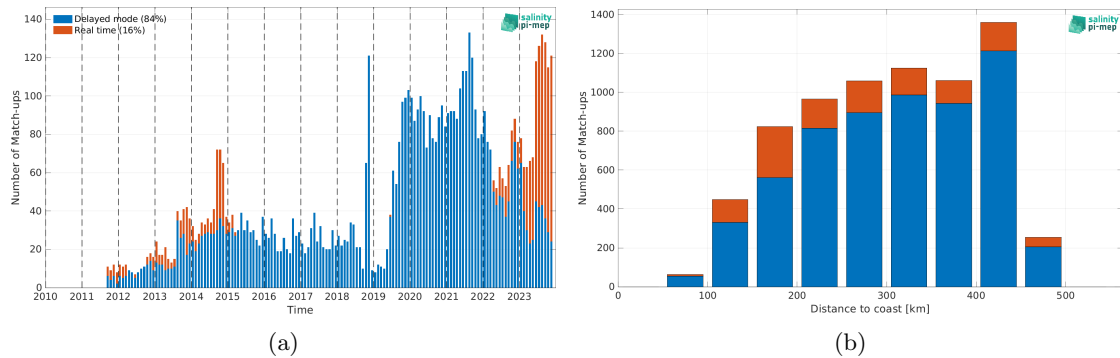 Delayed mode (84%)
Real time (16%)
salinity
pi-mep
Number of Match-ups
140
120
100
80
60
40
20
0
2010 2011 2012 2013 2014 2015 2016 2017 2018 2019 2020 2021 2022 2023
Time
(a)
salinity
pi-mep
Number of Match-ups
1400
1200
1000
800
600
400
200
0
0 100 200 300 400 500
Distance to coast [km]
(b)